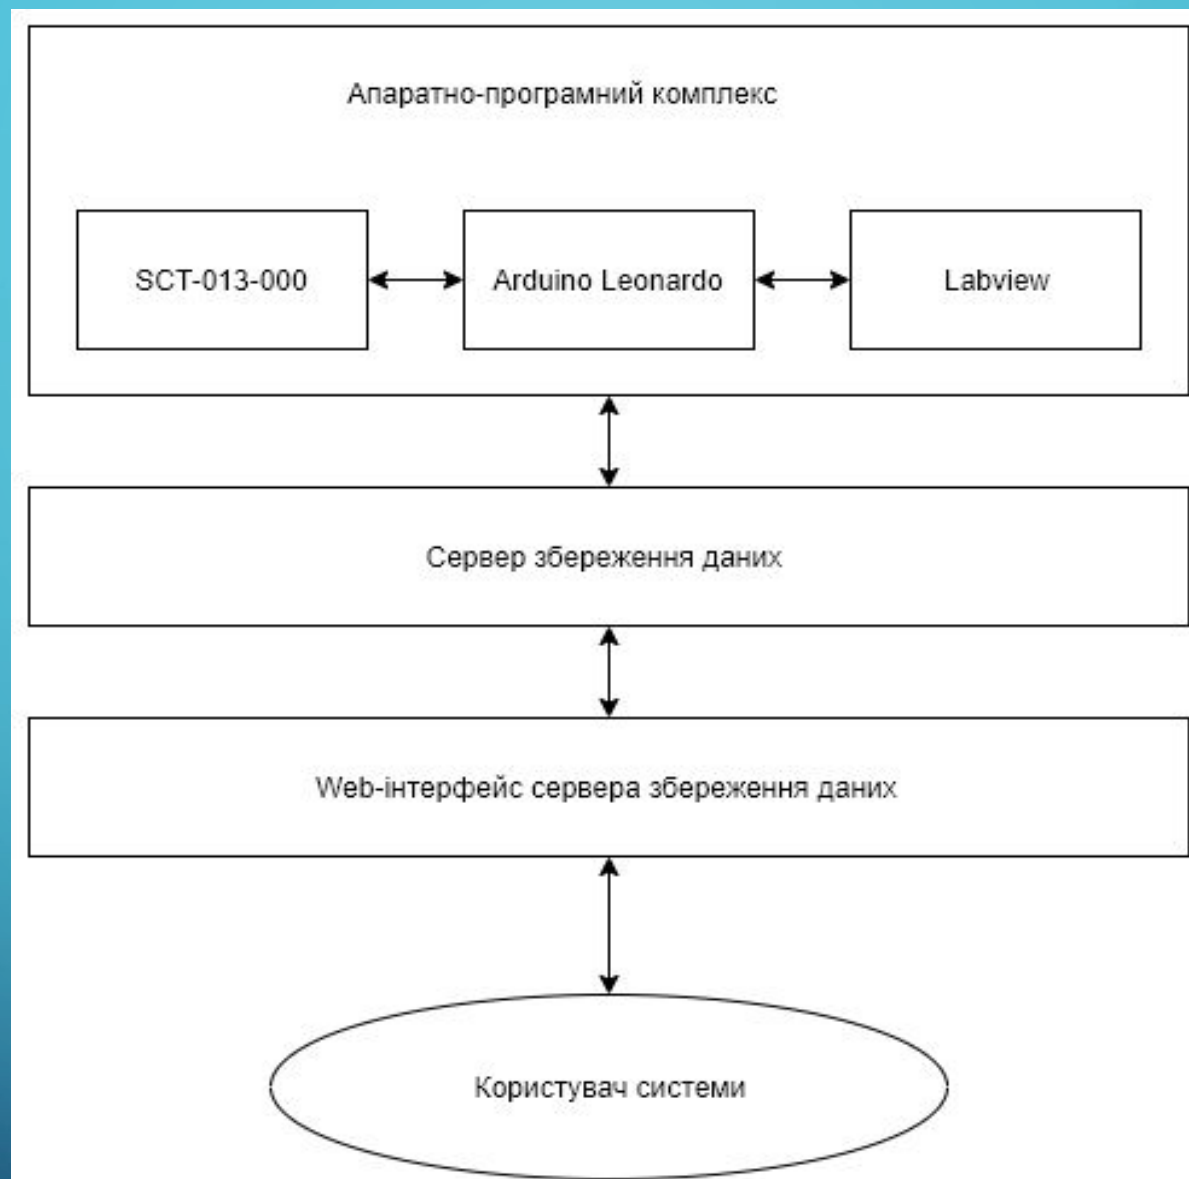 Апаратно-програмний комплекс
SCT-013-000
Arduino Leonardo
Labview
Сервер збереження даних
Web-інтерфейс сервера збереження даних
Користувач системи